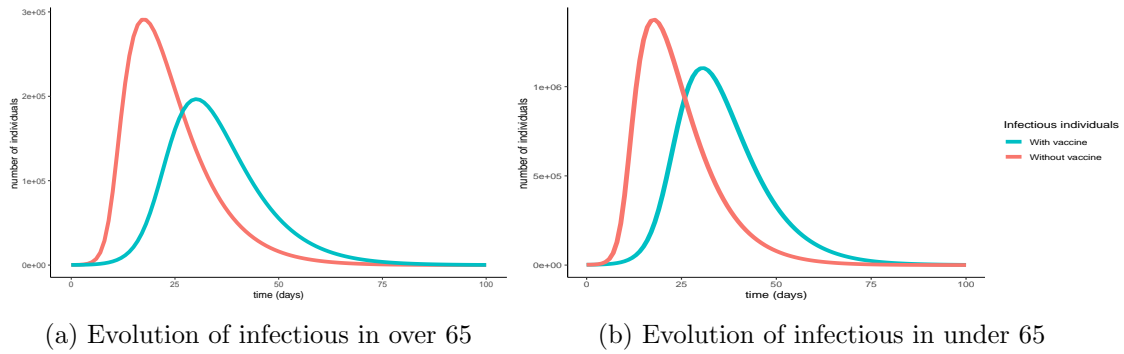 3e+05
2e+05
1e+05
0e+00
number of individuals
0
25
50
75
100
time (days)
(a) Evolution of infectious in over 65
1e+06
5e+05
0e+00
number of individuals
0
25
50
75
100
time (days)
(b) Evolution of infectious in under 65
Infectious individuals
With vaccine
Without vaccine